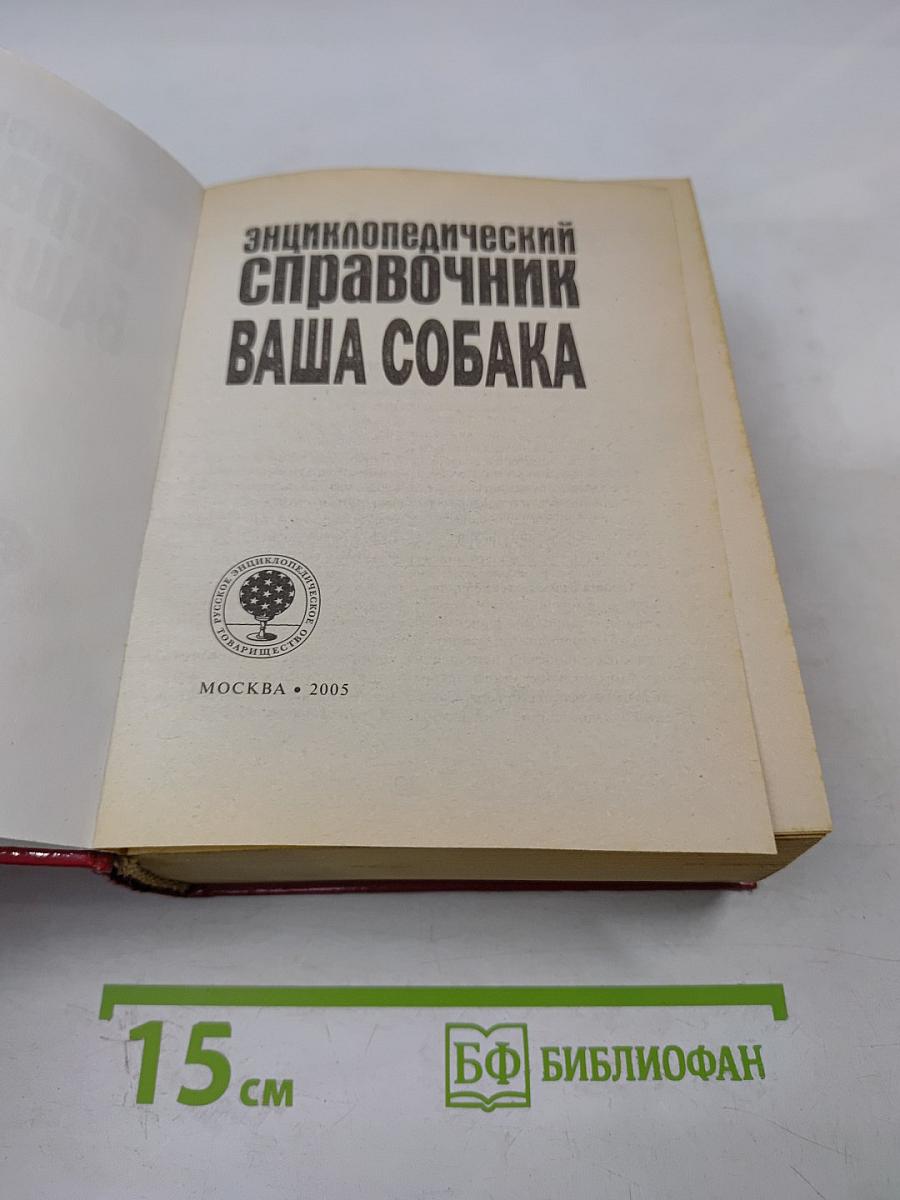 энциклопедический
справочник
ВАША СОБАКА
РУССКОЕ ЭНЦИКЛОПЕДИЧЕСКОЕ
ТОВАРИЩЕСТВО
МОСКВА • 2005
15 см
БФ БИБЛИОФАН